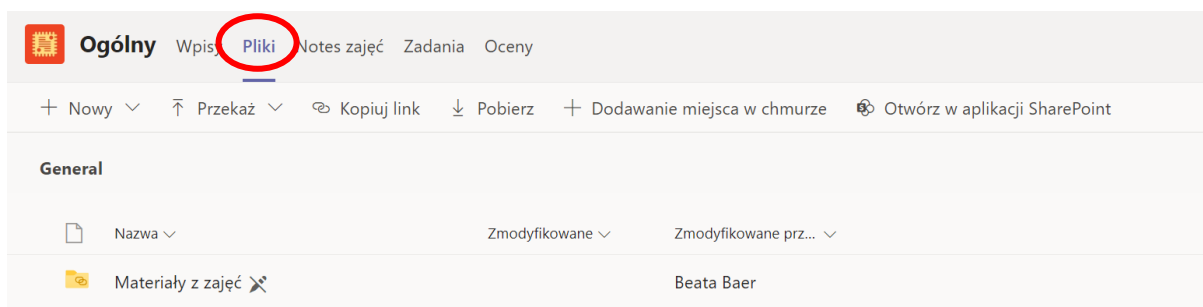 Ogólny Wpisy Pliki Notes zajęć Zadania Oceny
Nowy Przekaż Kopiuj link Pobierz Dodawanie miejsca w chmurze Otwórz w aplikacji SharePoint
General
Nazwa Zmodyfikowane Zmodyfikowane prz...
Materiały z zajęć Beata Baer